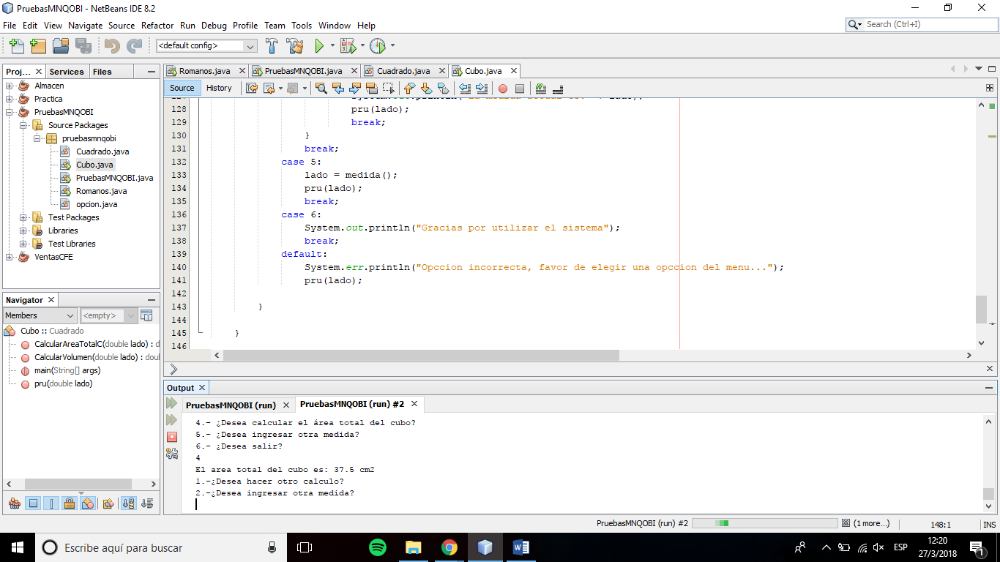 PruebasMNQOBI - NetBeans IDE 8.2
File Edit View Navigate Source Refactor Run Debug Profile Team Tools Window Help
Search (Ctrl+I)
<default config>
Proj... Services Files
Almacen
Practica
PruebasMNQOBI
Source Packages
pruebasmnqobi
Cuadrado.java
Cubo.java
PruebasMNQOBI.java
Romanos.java
opcion.java
Test Packages
Libraries
Test Libraries
VentasCFE
Navigator
Members <empty>
Cubo :: Cuadrado
CalcularAreaTotalC(double lado) : d
CalcularVolumen(double lado) : doul
main(String[] args)
pru(double lado)
Romanos.java PruebasMNQOBI.java Cuadrado.java Cubo.java
Source History
128 pru(lado);
129 break;
130 }
131 break;
132 case 5:
133 lado = medida();
134 pru(lado);
135 break;
136 case 6:
137 System.out.println("Gracias por utilizar el sistema");
138 break;
139 default:
140 System.err.println("Opccion incorrecta, favor de elegir una opccion del menu...");
141 pru(lado);
142
143 }
144
145 }
146
Output
PruebasMNQOBI (run) PruebasMNQOBI (run) #2
4.- ¿Desea calcular el área total del cubo?
5.- ¿Desea ingresar otra medida?
6.- ¿Desea salir?
4
El area total del cubo es: 37.5 cm2
1.-¿Desea hacer otro calculo?
2.-¿Desea ingresar otra medida?
PruebasMNQOBI (run) #2 (1 more...) 148:1 INS
Escribe aquí para buscar
ESP
12:20
27/3/2018
1